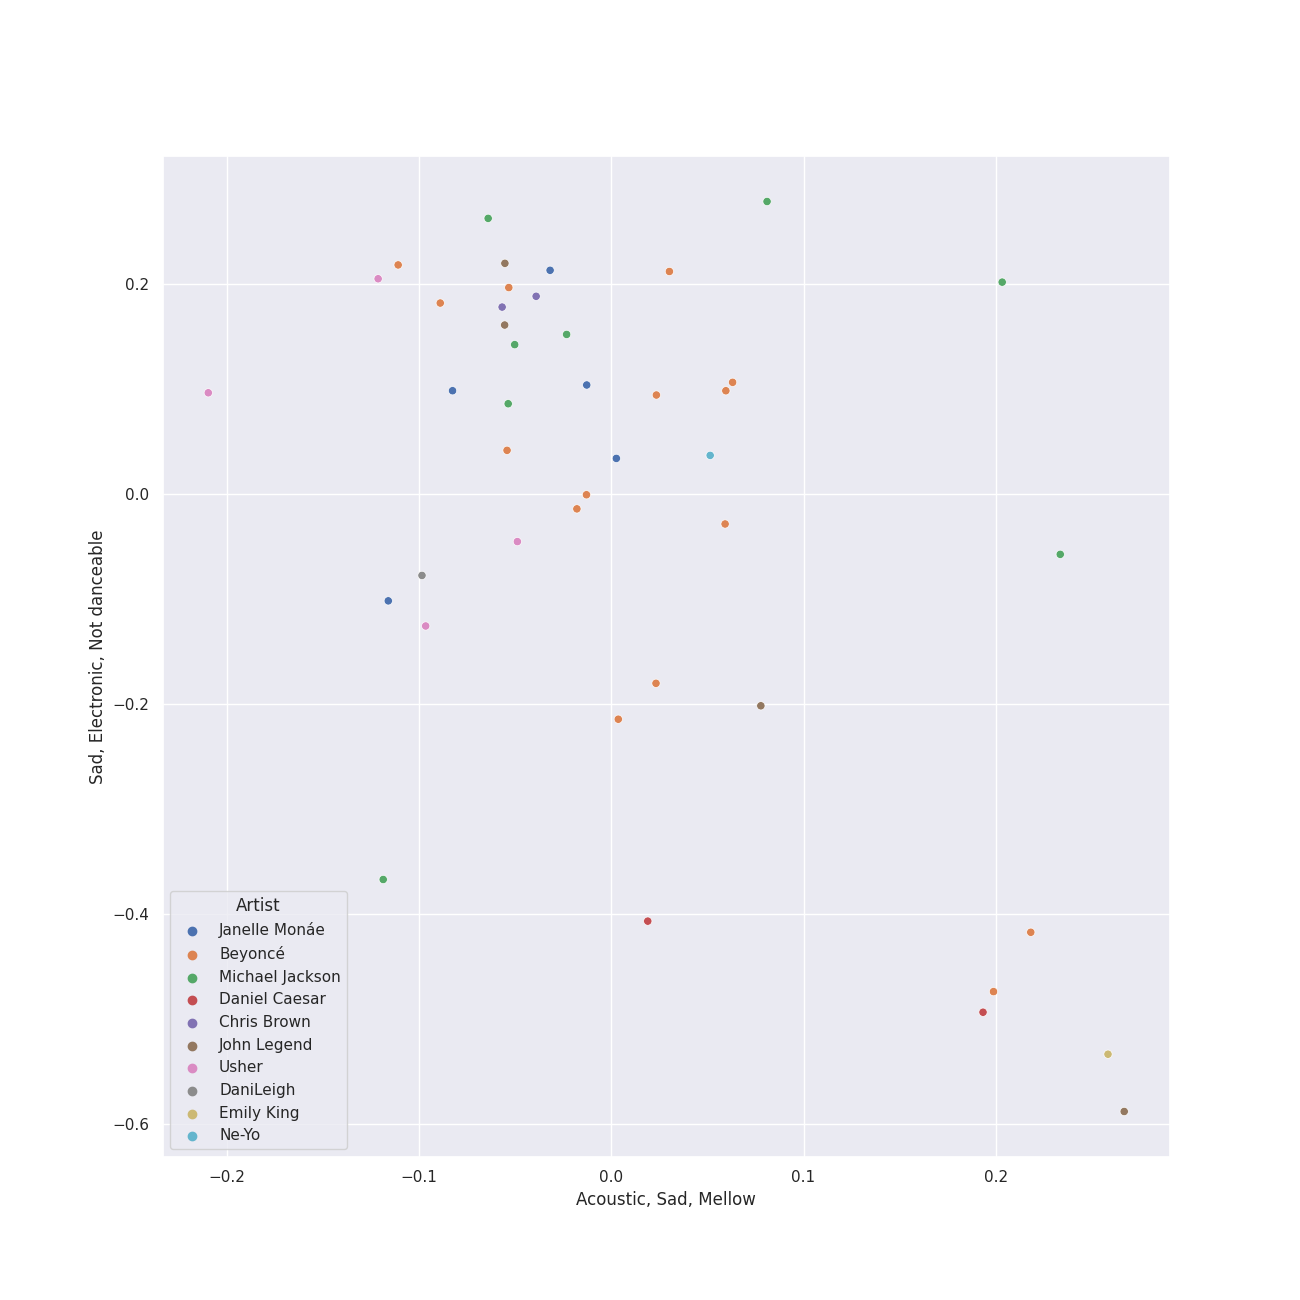 0.2
0.0
−0.2
−0.4
−0.6
Sad, Electronic, Not danceable
Artist
Janelle Monáe
Beyoncé
Michael Jackson
Daniel Caesar
Chris Brown
John Legend
Usher
DaniLeigh
Emily King
Ne-Yo
−0.2 −0.1 0.0 0.1 0.2
Acoustic, Sad, Mellow